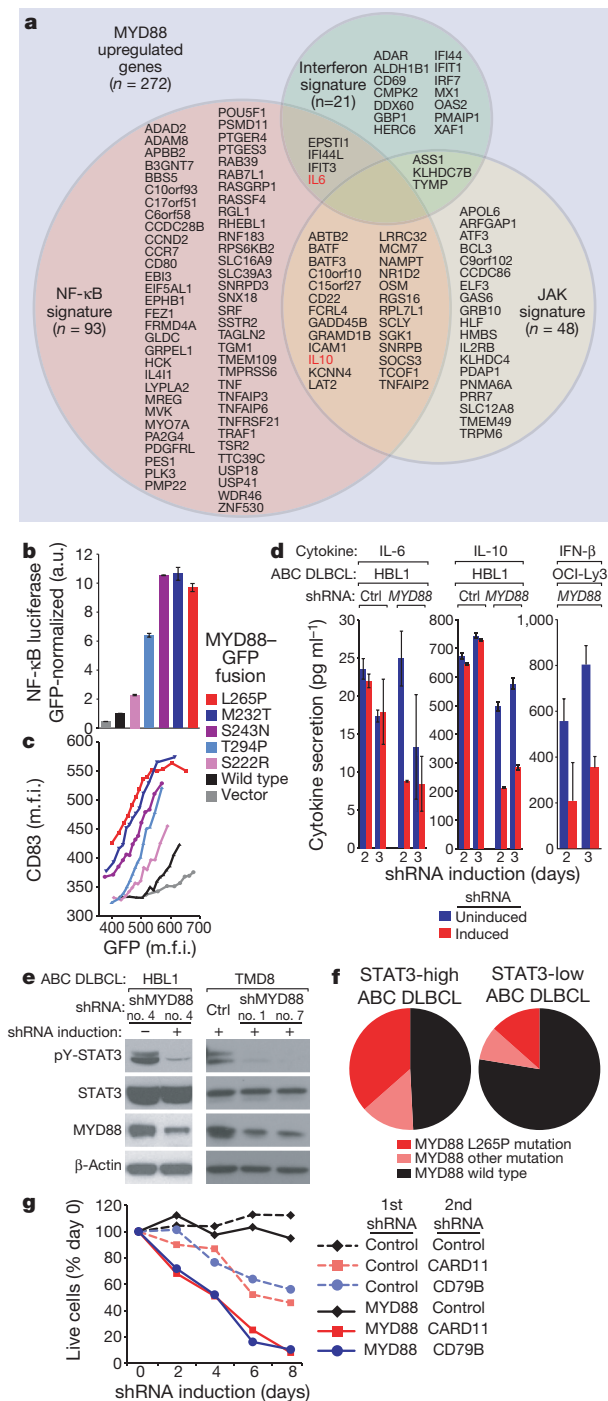 a
MYD88
upregulated
genes
(n = 272)
Interferon
signature
(n=21)
ADAR
ALDH1B1
CD69
CMPK2
DDX60
GBP1
HERC6
IFI44
IFIT1
IRF7
MX1
OAS2
PMAIP1
XAF1
EPSTI1
IFI44L
IFIT3
IL6
ASS1
KLHDC7B
TYMP
NF-κB
signature
(n = 93)
ADAD2
ADAM8
APBB2
B3GNT7
BBS5
C10orf93
C17orf51
C6orf58
CCDC28B
CCND2
CCR7
CD80
EBI3
EIF5AL1
EPHB1
FEZ1
FRMD4A
GLDC
GRPEL1
HCK
IL4I1
LYPLA2
MREG
MVK
MYO7A
PA2G4
PDGFRL
PES1
PLK3
PMP22
POU5F1
PSMD11
PTGER4
PTGES3
RAB39
RAB7L1
RASGRP1
RASSF4
RGL1
RHEBL1
RNF183
RPS6KB2
SLC16A9
SLC39A3
SNRPD3
SNX18
SRF
SSTR2
TAGLN2
TGM1
TMEM109
TMPRSS6
TNF
TNFAIP3
TNFAIP6
TNFRSF21
TRAF1
TSR2
TTC39C
USP18
USP41
WDR46
ZNF530
ABTB2
BATF
BATF3
C10orf10
C15orf27
CD22
FCRL4
GADD45B
GRAMD1B
ICAM1
IL10
KCNN4
LAT2
LRRC32
MCM7
NAMPT
NR1D2
OSM
RGS16
RPL7L1
SCLY
SGK1
SNRPB
SOCS3
TCOF1
TNFAIP2
APOL6
ARFGAP1
ATF3
BCL3
C9orf102
CCDC86
ELF3
GAS6
GRB10
HLF
HMBS
IL2RB
KLHDC4
PDAP1
PNMA6A
PRR7
SLC12A8
TMEM49
TRPM6
JAK
signature
(n = 48)
b
NF-κB luciferase
GFP-normalized (a.u.)
12
10
8
6
4
2
0
MYD88–
GFP
fusion
L265P
M232T
S243N
T294P
S222R
Wild type
Vector
c
CD83 (m.f.i.)
600
550
500
450
400
350
300
400 500 600 700
GFP (m.f.i.)
d
Cytokine: IL-6 IL-10 IFN-β
ABC DLBCL: HBL1 HBL1 OCI-Ly3
shRNA: Ctrl MYD88 Ctrl MYD88 MYD88
Cytokine secretion (pg ml⁻¹)
30
25
20
15
10
5
0
900
800
700
600
500
400
300
200
100
0
1,000
800
600
400
200
0
2 3 2 3 2 3 2 3 2 3
shRNA induction (days)
shRNA
Uninduced
Induced
e
ABC DLBCL: HBL1 TMD8
shRNA: shMYD88 Ctrl shMYD88
no. 4 no. 4 no. 1 no. 7
shRNA induction: − + + + +
pY-STAT3
STAT3
MYD88
β-Actin
f
STAT3-high
ABC DLBCL
STAT3-low
ABC DLBCL
MYD88 L265P mutation
MYD88 other mutation
MYD88 wild type
g
Live cells (% day 0)
120
100
80
60
40
20
0
0 2 4 6 8
shRNA induction (days)
1st 2nd
shRNA shRNA
Control Control
Control CARD11
Control CD79B
MYD88 Control
MYD88 CARD11
MYD88 CD79B